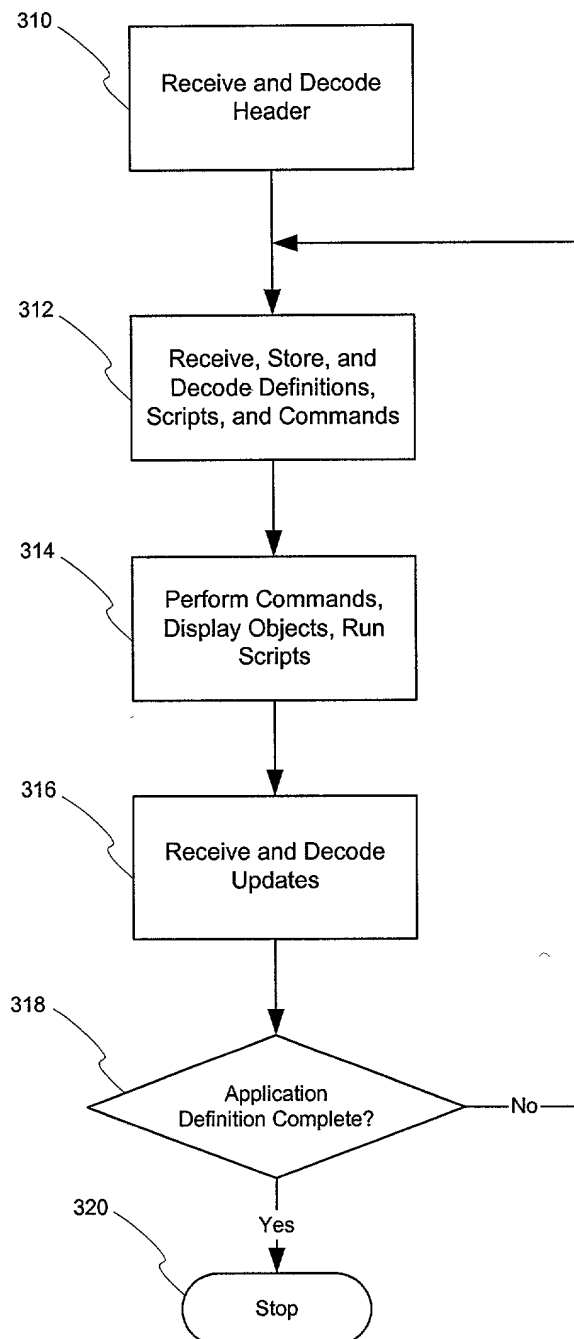 310
Receive and Decode
Header
312
Receive, Store, and
Decode Definitions,
Scripts, and Commands
314
Perform Commands,
Display Objects, Run
Scripts
316
Receive and Decode
Updates
318
Application
Definition Complete?
No
Yes
320
Stop